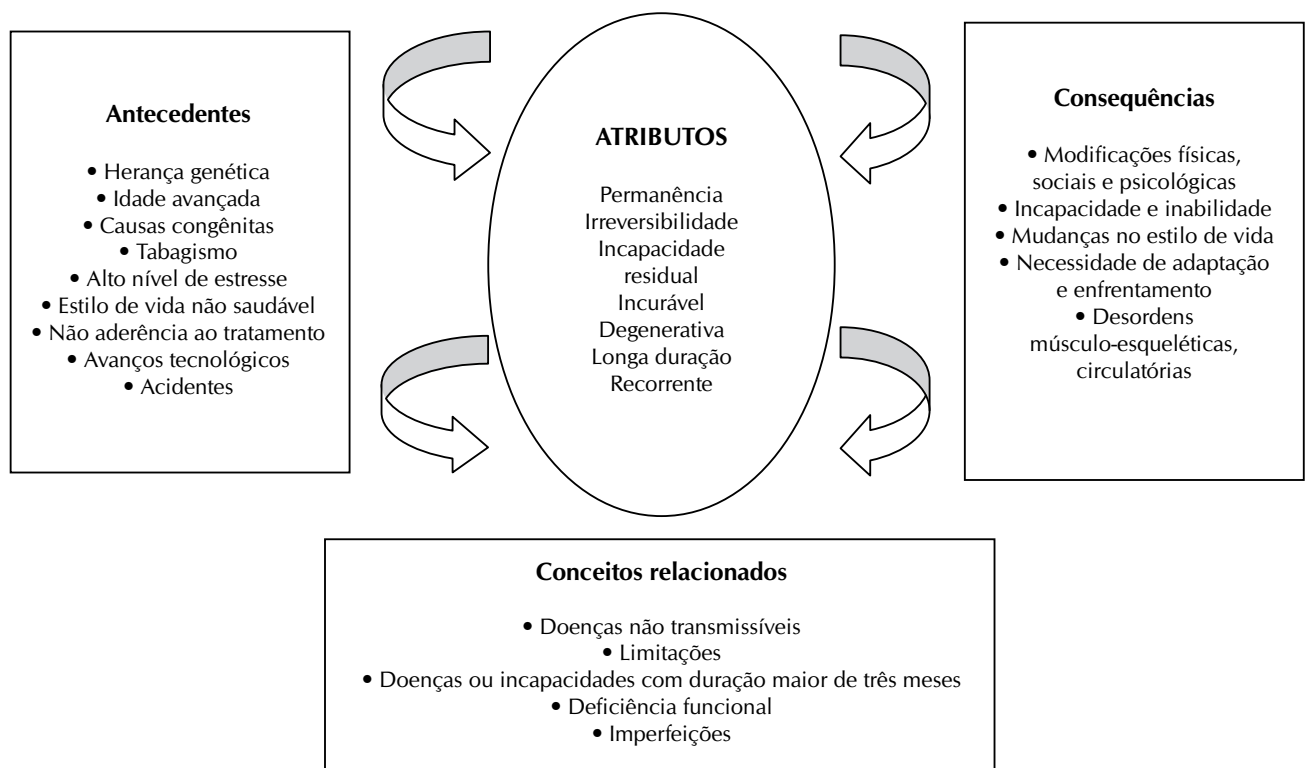 Antecedentes
• Herança genética
• Idade avançada
• Causas congênitas
• Tabagismo
• Alto nível de estresse
• Estilo de vida não saudável
• Não aderência ao tratamento
• Avanços tecnológicos
• Acidentes
ATRIBUTOS
Permanência
Irreversibilidade
Incapacidade
residual
Incurável
Degenerativa
Longa duração
Recorrente
Consequências
• Modificações físicas,
sociais e psicológicas
• Incapacidade e inabilidade
• Mudanças no estilo de vida
• Necessidade de adaptação
e enfrentamento
• Desordens
músculo-esqueléticas,
circulatórias
Conceitos relacionados
• Doenças não transmissíveis
• Limitações
• Doenças ou incapacidades com duração maior de três meses
• Deficiência funcional
• Imperfeições